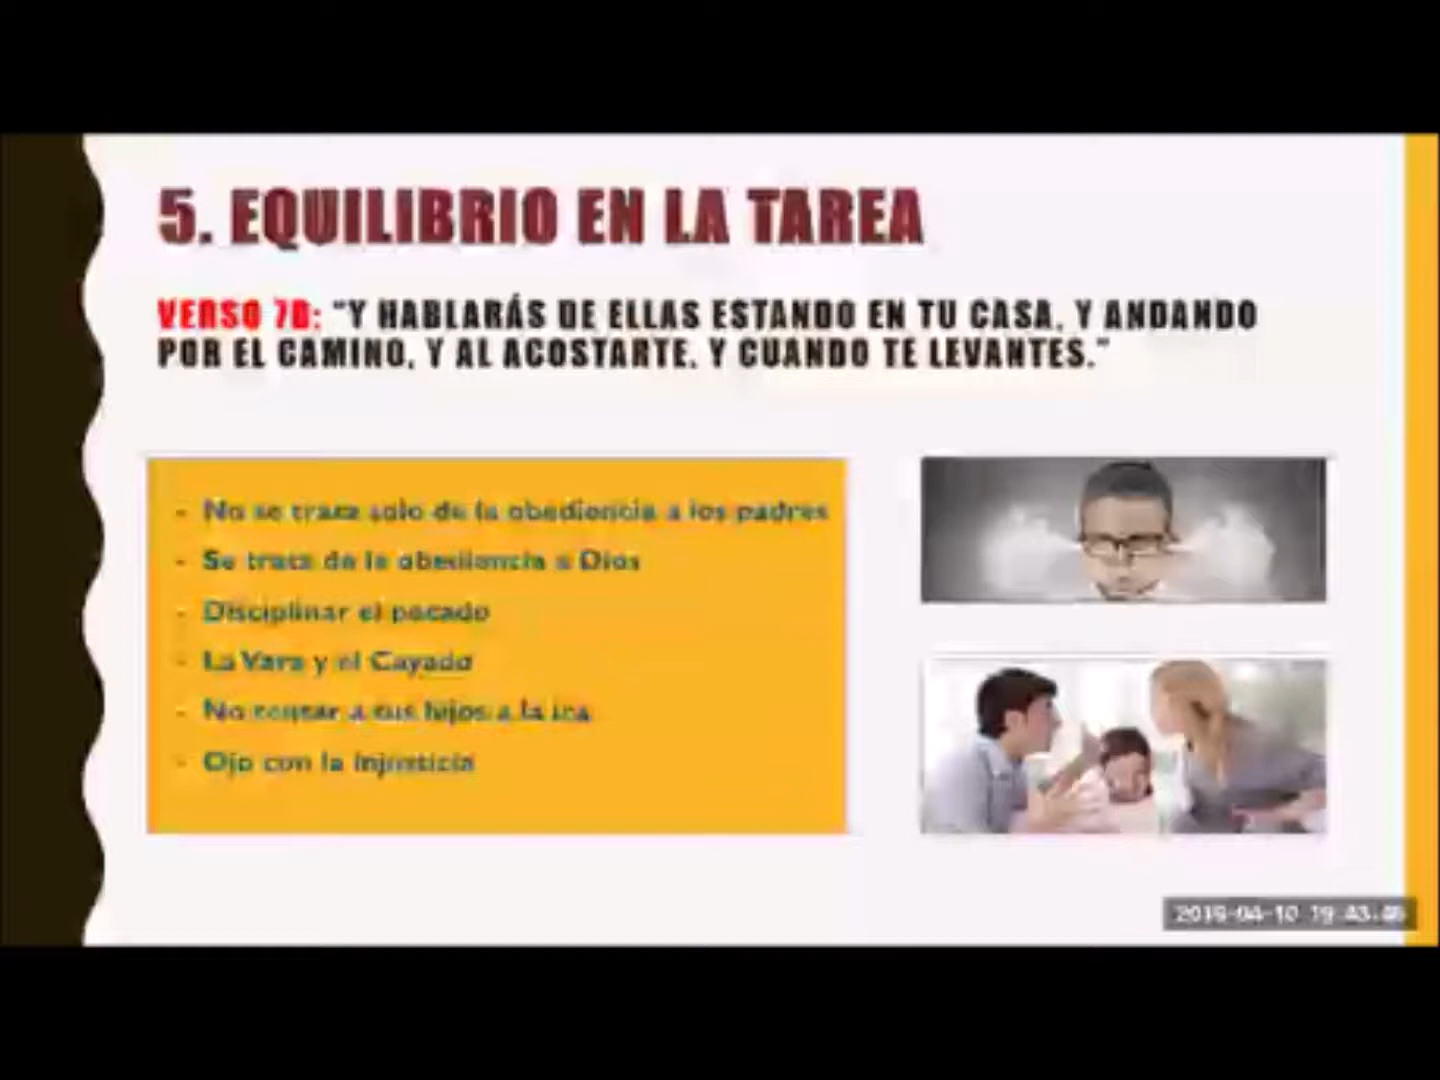 5. EQUILIBRIO EN LA TAREA
VERSO 7B: "Y HABLARÁS DE ELLAS ESTANDO EN TU CASA, Y ANDANDO
POR EL CAMINO, Y AL ACOSTARTE, Y CUANDO TE LEVANTES."
- No se trata solo de la obediencia a los padres
- Se trata de la obediencia a Dios
- Disciplinar el pecado
- La Vara y el Cayado
- No a sus hijos a la ira
- Ojo con la injusticia